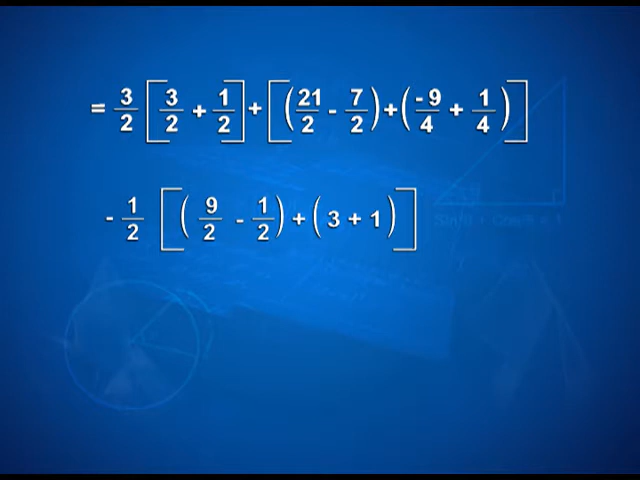 = 3/2 [3/2 + 1/2] + [(21/2 - 7/2) + (-9/4 + 1/4)]
- 1/2 [(9/2 - 1/2) + (3 + 1)]